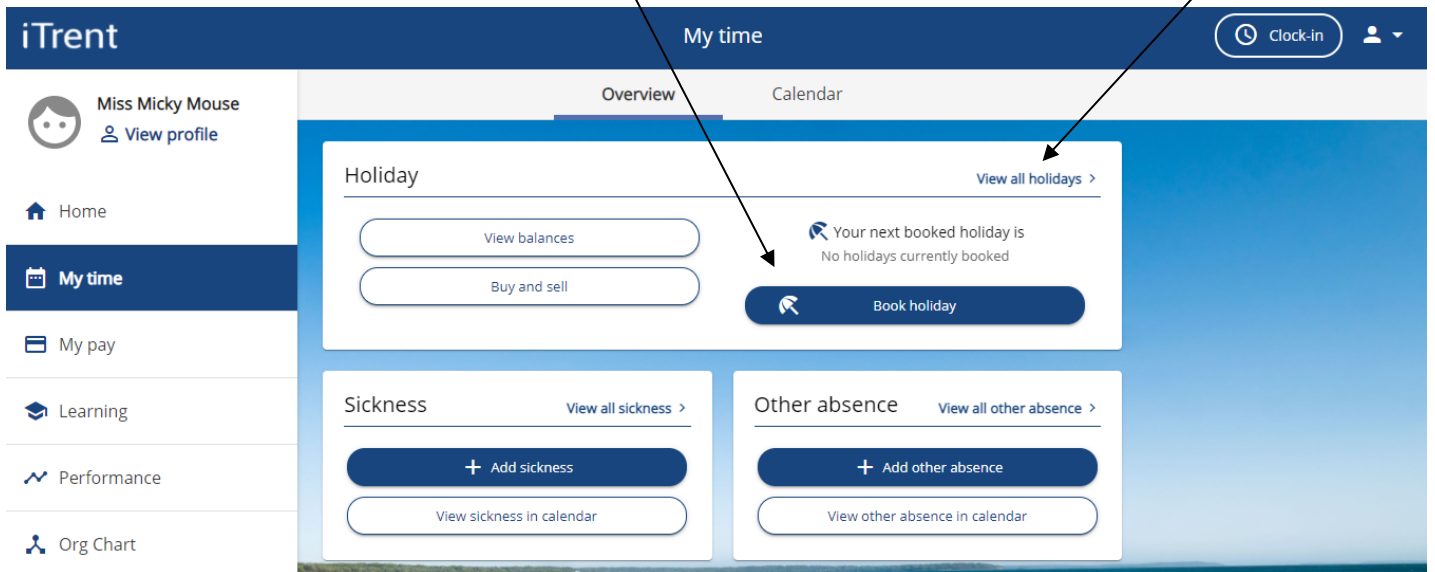 iTrent
My time
Clock-in
Miss Micky Mouse
View profile
Home
My time
My pay
Learning
Performance
Org Chart
Overview
Calendar
Holiday
View all holidays >
View balances
Buy and sell
Your next booked holiday is
No holidays currently booked
Book holiday
Sickness
View all sickness >
+ Add sickness
View sickness in calendar
Other absence
View all other absence >
+ Add other absence
View other absence in calendar